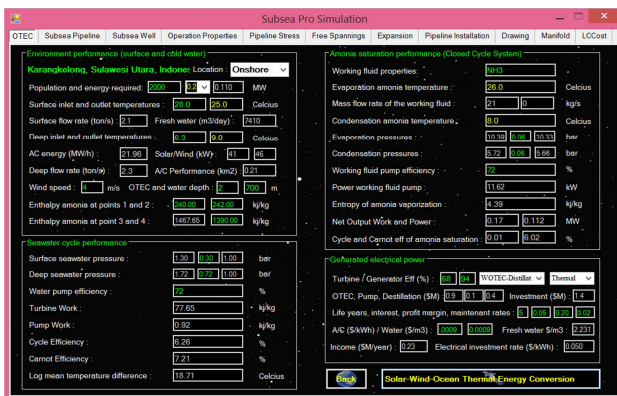 Subsea Pro Simulation
OTEC Subsea Pipeline Subsea Well Operation Properties Pipeline Stress Free Spannings Expansion Pipeline Installation Drawing Manifold LCCost
Environment performance (surface and cold water)
Karangkelong, Sulawesi Utara, Indone: Location : Onshore
Population and energy required: 2000 0.2 0.110 MW
Surface inlet and outlet temperatures : 28.0 25.0 Celcius
Surface flow rate (ton/s) : 2.1 Fresh water (m3/day) : 7410
Deep inlet and outlet temperatures : 6.3 9.0 Celcius
AC energy (MW/h) : 21.96 Solar/Wind (kW) : 41 46
Deep flow rate (ton/s) : 2.3 A/C Performance (km2) : 0.21
Wind speed : 4 m/s OTEC and water depth : 2 700 m
Enthalpy amonia at points 1 and 2 : 240.00 242.00 kj/kg
Enthalpy amonia at point 3 and 4 : 1467.65 1390.00 kj/kg
Seawater cycle performance
Surface seawater pressure : 1.30 0.30 1.00 bar
Deep seawater pressure : 1.72 0.72 1.00 bar
Water pump efficiency : 72 %
Turbine Work : 77.65 kj/kg
Pump Work : 0.92 kj/kg
Cycle Efficiency : 6.26 %
Carnot Efficiency : 7.21 %
Log mean temperature difference : 18.71 Celcius
Amonia saturation performance (Closed Cycle System)
Working fluid properties: NH3
Evaporation amonia temperature : 26.0 Celcius
Mass flow rate of the working fluid : 21 0 kg/s
Condensation amonia temperature : 8.0 Celcius
Evaporation pressures : 10.39 0.06 10.33 bar
Condensation pressures : 5.72 0.06 5.66 bar
Working fluid pump efficiency : 72 %
Power working fluid pump : 11.62 kW
Entropy of amonia vaporization : 4.39 kj/kg
Net Output Work and Power : 0.17 0.112 MW
Cycle and Carnot eff of amonia saturation : 0.01 6.02 %
Generated electrical power
Turbine / Generator Eff (%) : 68 94 WOTEC-Distillat Thermal
OTEC, Pump, Destillation ($M) : 0.9 0.1 0.4 Investment ($M) : 1.4
Life years, interest, profit margin, maintenant rates : 5 0.05 0.20 0.02
A/C ($/kWh) / Water ($/m3) : .0009 0.0009 Fresh water $/m3 : 2.231
Income ($M/year) : 0.23 Electrical investment rate ($/kWh) : 0.050
Back Solar-Wind-Ocean Thermal Energy Conversion